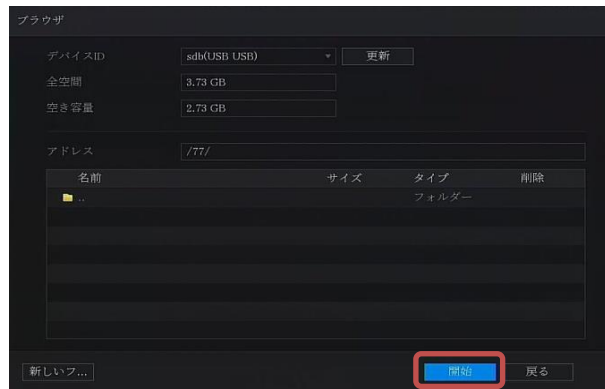 ブラウザ
デバイスID sdb(USB USB) 更新
全空間 3.73 GB
空き容量 2.73 GB
アドレス /77/
名前 サイズ タイプ 削除
.. フォルダー
新しいフ... 開始 戻る